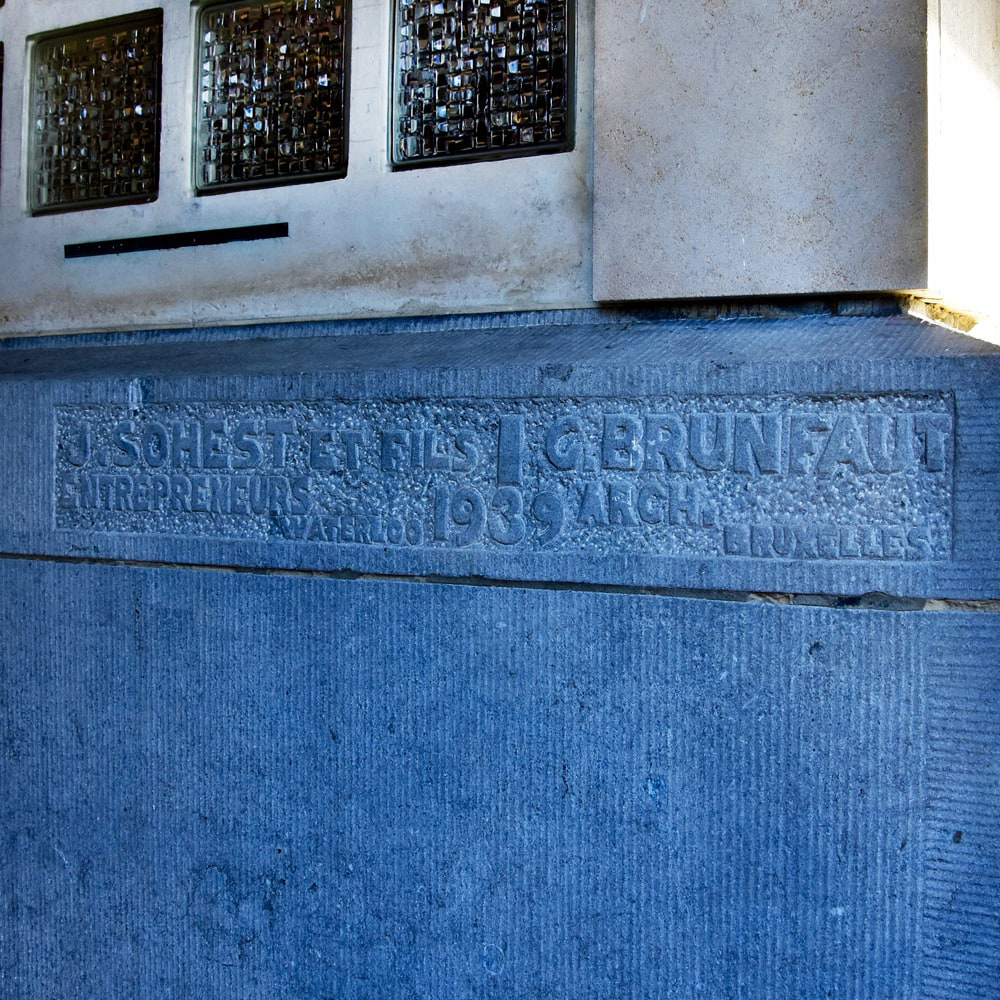 J. SOHEST ET FILS | G. BRUNFAUT
ENTREPRENEURS 1939 ARCH.
WATERLOO BRUXELLES